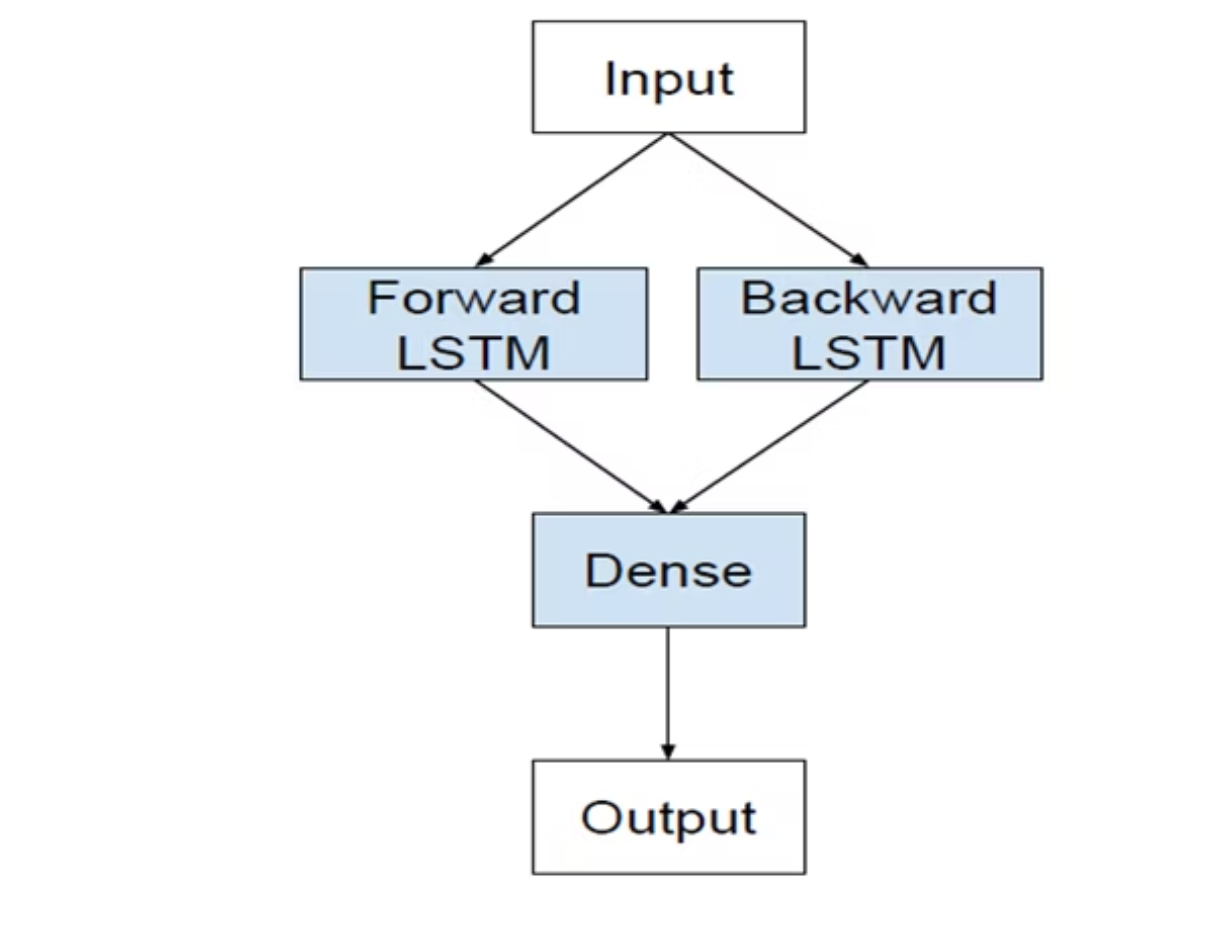 Input
Forward
LSTM
Backward
LSTM
Dense
Output